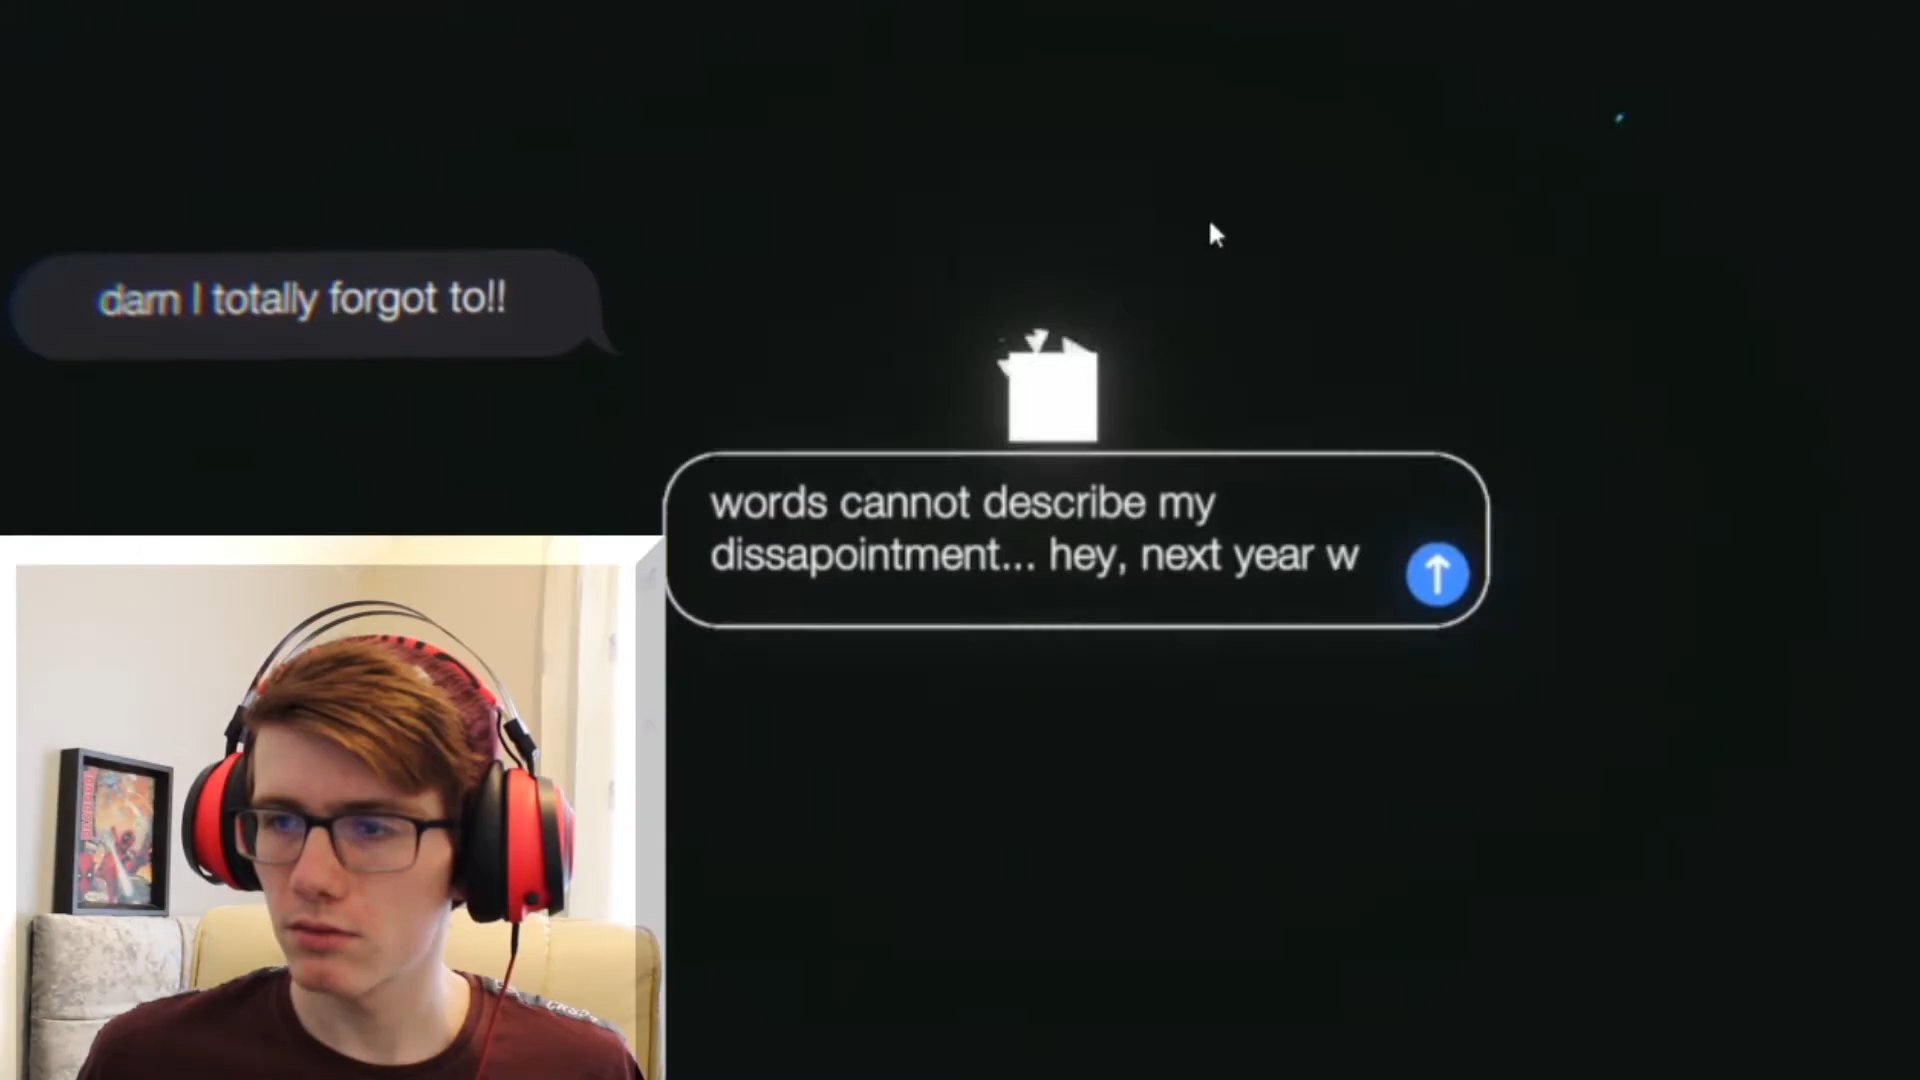 darn I totally forgot to!!
words cannot describe my
dissapointment... hey, next year w